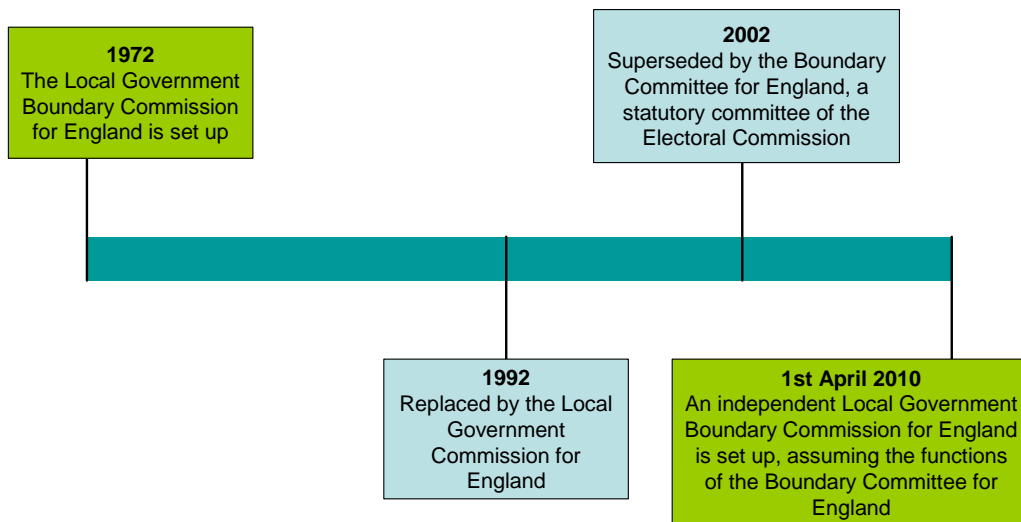 1972
The Local Government
Boundary Commission
for England is set up
2002
Superseded by the Boundary
Committee for England, a
statutory committee of the
Electoral Commission
1992
Replaced by the Local
Government
Commission for
England
1st April 2010
An independent Local Government
Boundary Commission for England
is set up, assuming the functions
of the Boundary Committee for
England